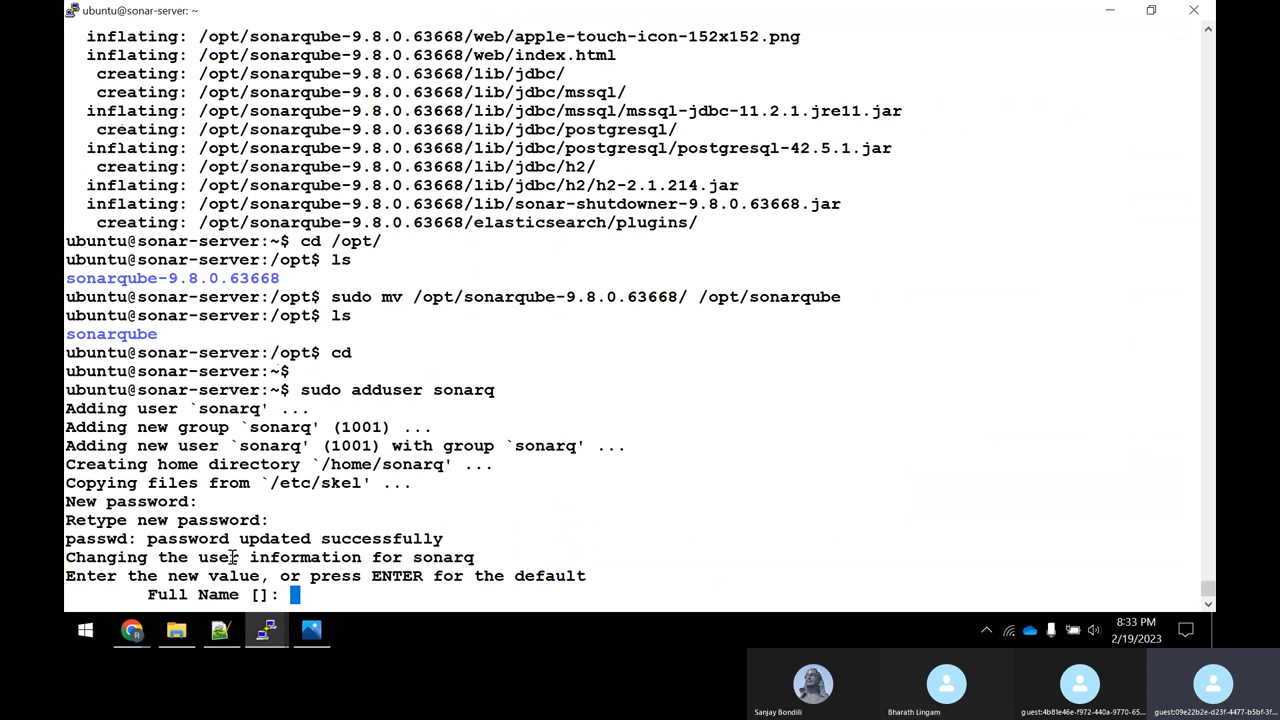 ubuntu@sonar-server: ~
inflating: /opt/sonarqube-9.8.0.63668/web/apple-touch-icon-152x152.png
inflating: /opt/sonarqube-9.8.0.63668/web/index.html
creating: /opt/sonarqube-9.8.0.63668/lib/jdbc/
creating: /opt/sonarqube-9.8.0.63668/lib/jdbc/mssql/
inflating: /opt/sonarqube-9.8.0.63668/lib/jdbc/mssql/mssql-jdbc-11.2.1.jre11.jar
creating: /opt/sonarqube-9.8.0.63668/lib/jdbc/postgresql/
inflating: /opt/sonarqube-9.8.0.63668/lib/jdbc/postgresql/postgresql-42.5.1.jar
creating: /opt/sonarqube-9.8.0.63668/lib/jdbc/h2/
inflating: /opt/sonarqube-9.8.0.63668/lib/jdbc/h2/h2-2.1.214.jar
inflating: /opt/sonarqube-9.8.0.63668/lib/sonar-shutdowner-9.8.0.63668.jar
creating: /opt/sonarqube-9.8.0.63668/elasticsearch/plugins/
ubuntu@sonar-server:~$ cd /opt/
ubuntu@sonar-server:/opt$ ls
sonarqube-9.8.0.63668
ubuntu@sonar-server:/opt$ sudo mv /opt/sonarqube-9.8.0.63668/ /opt/sonarqube
ubuntu@sonar-server:/opt$ ls
sonarqube
ubuntu@sonar-server:/opt$ cd
ubuntu@sonar-server:~$
ubuntu@sonar-server:~$ sudo adduser sonarq
Adding user `sonarq' ...
Adding new group `sonarq' (1001) ...
Adding new user `sonarq' (1001) with group `sonarq' ...
Creating home directory `/home/sonarq' ...
Copying files from `/etc/skel' ...
New password:
Retype new password:
passwd: password updated successfully
Changing the user information for sonarq
Enter the new value, or press ENTER for the default
Full Name []:
8:33 PM
2/19/2023
Sanjay Bondili
Bharath Lingam
guest:4b81e46e-f972-440a-9770-65...
guest:09e22b2e-d23f-4477-b5bf-3f...